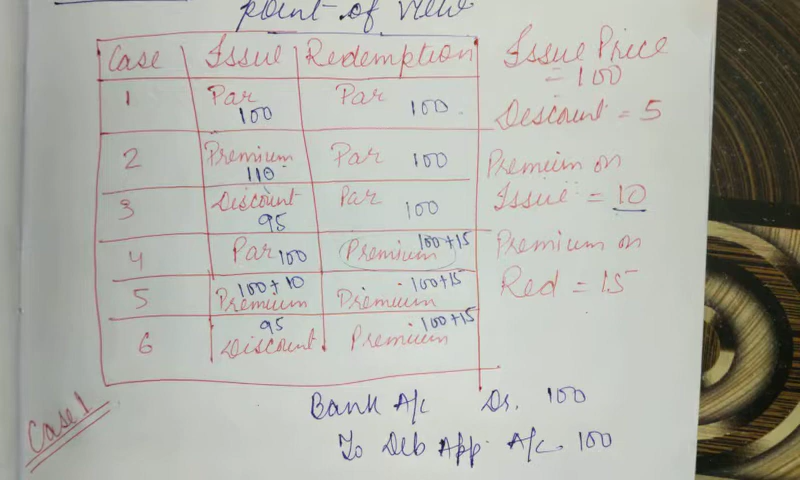 point of view
Case Issue Redemption
1 Par 100 Par 100
2 Premium 110 Par 100
3 Discount 95 Par 100
4 Par 100 Premium 100+15
5 Premium 100+10 Premium 100+15
6 Discount 95 Premium 100+15
Issue Price
= 100
Discount = 5
Premium on
Issue = 10
Premium on
Red = 15
Case 1
Bank A/c Dr. 100
To Deb App. A/c. 100